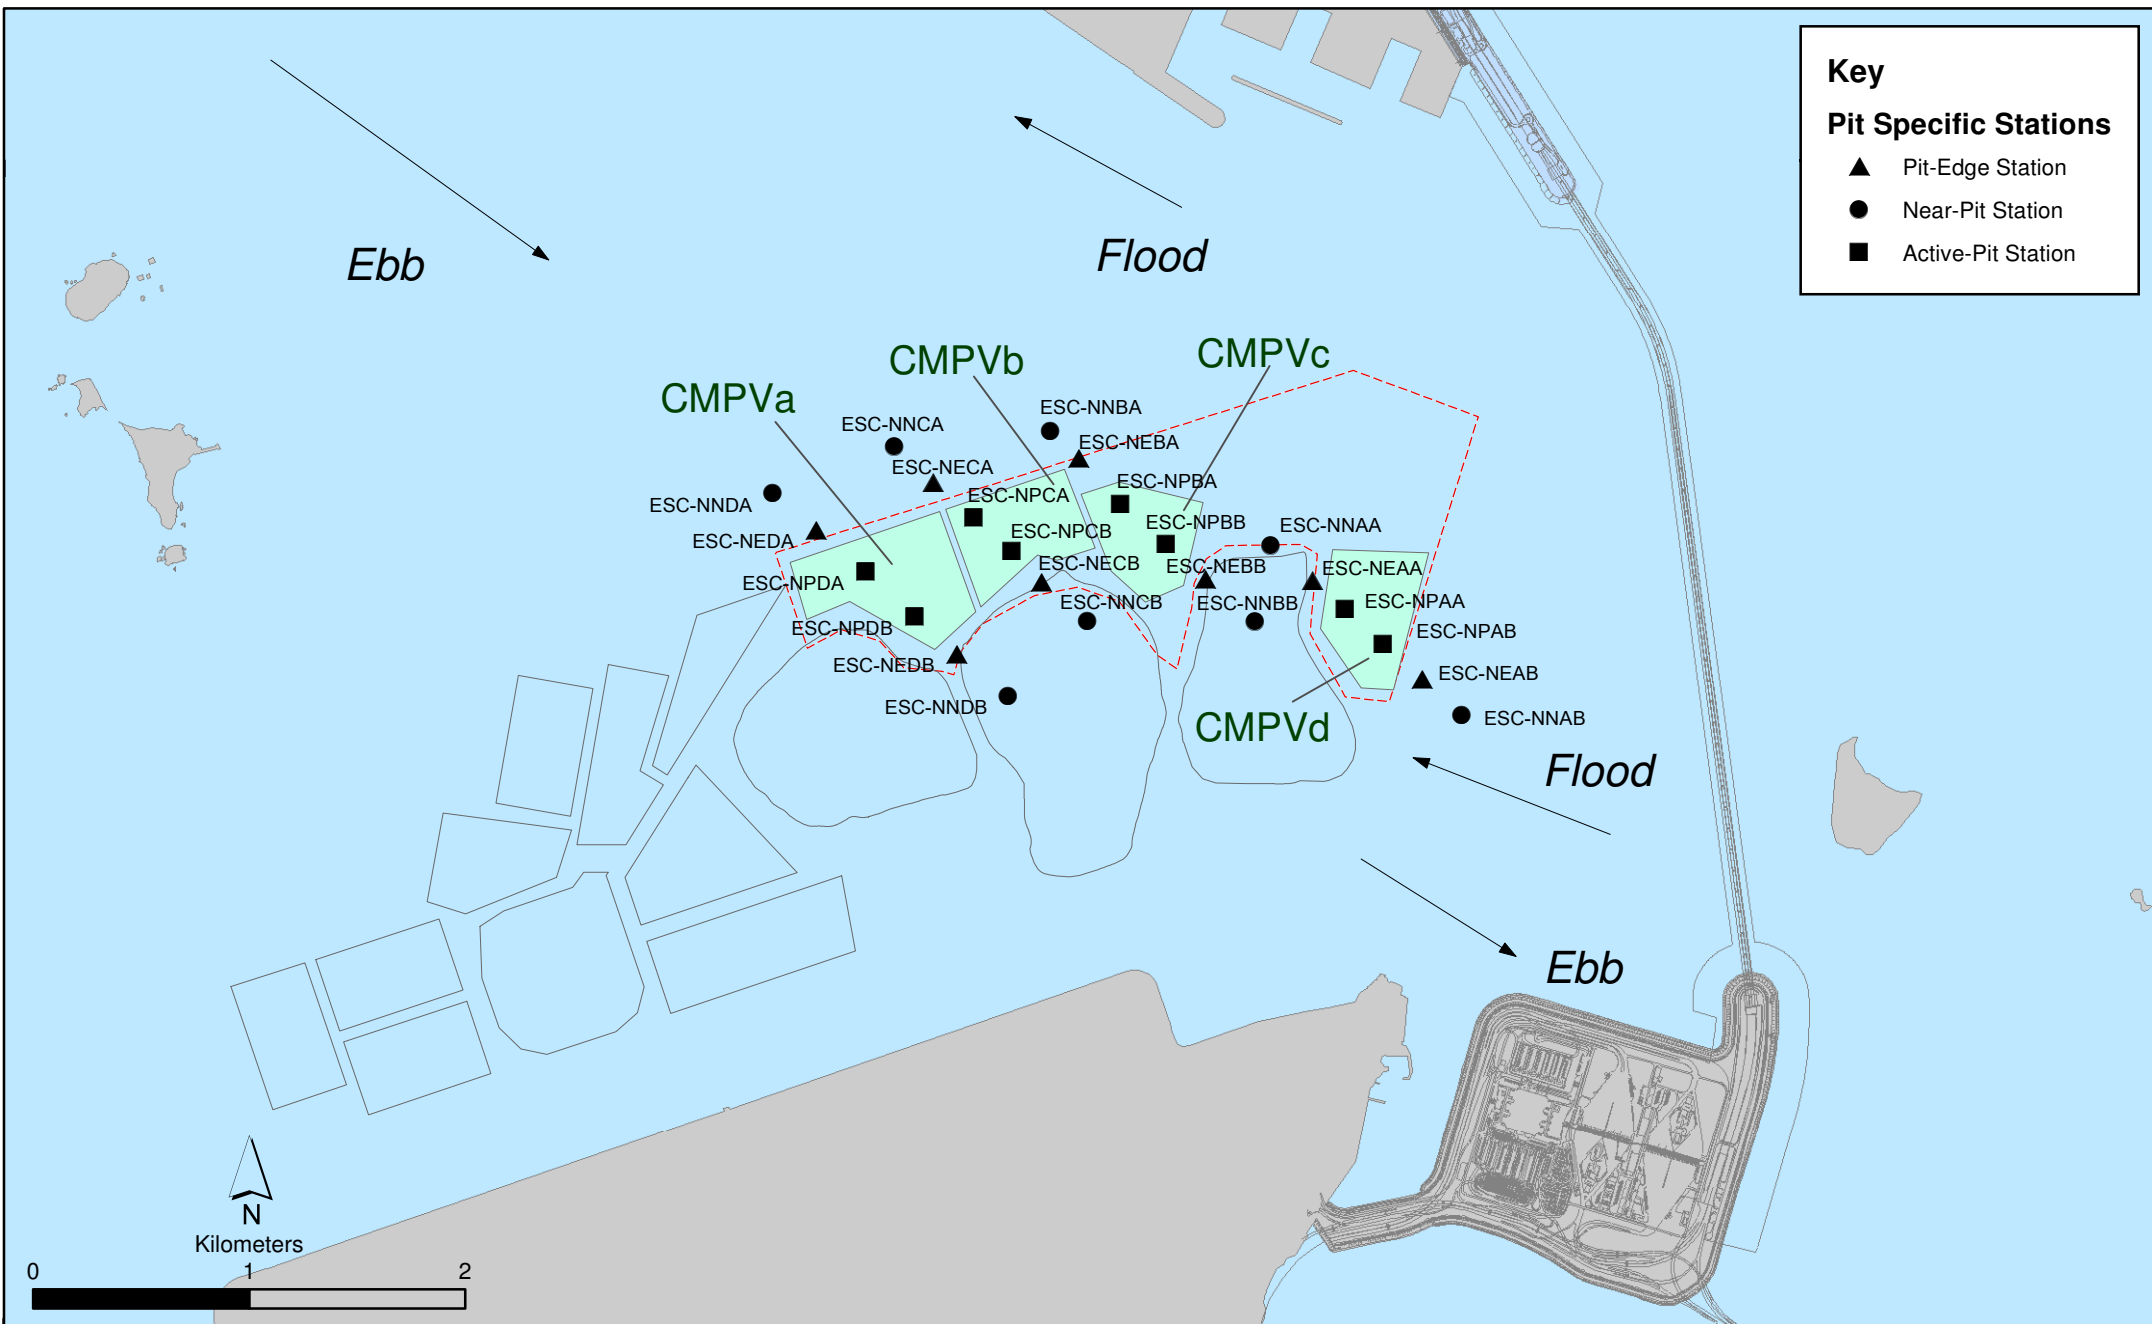 Key
Pit Specific Stations
Pit-Edge Station
Near-Pit Station
Active-Pit Station
Ebb
Flood
CMPVa
CMPVb
CMPVc
ESC-NNCA
ESC-NNBA
ESC-NEBA
ESC-NECA
ESC-NPCA
ESC-NPBA
ESC-NNDA
ESC-NEDA
ESC-NPCB
ESC-NPBB
ESC-NNAA
ESC-NECB
ESC-NEBB
ESC-NEAA
ESC-NPDA
ESC-NNCB
ESC-NNBB
ESC-NPAA
ESC-NPDB
ESC-NPAB
ESC-NEDB
ESC-NEAB
ESC-NNDB
ESC-NNAB
CMPVd
Flood
Ebb
N
Kilometers
0 1 2